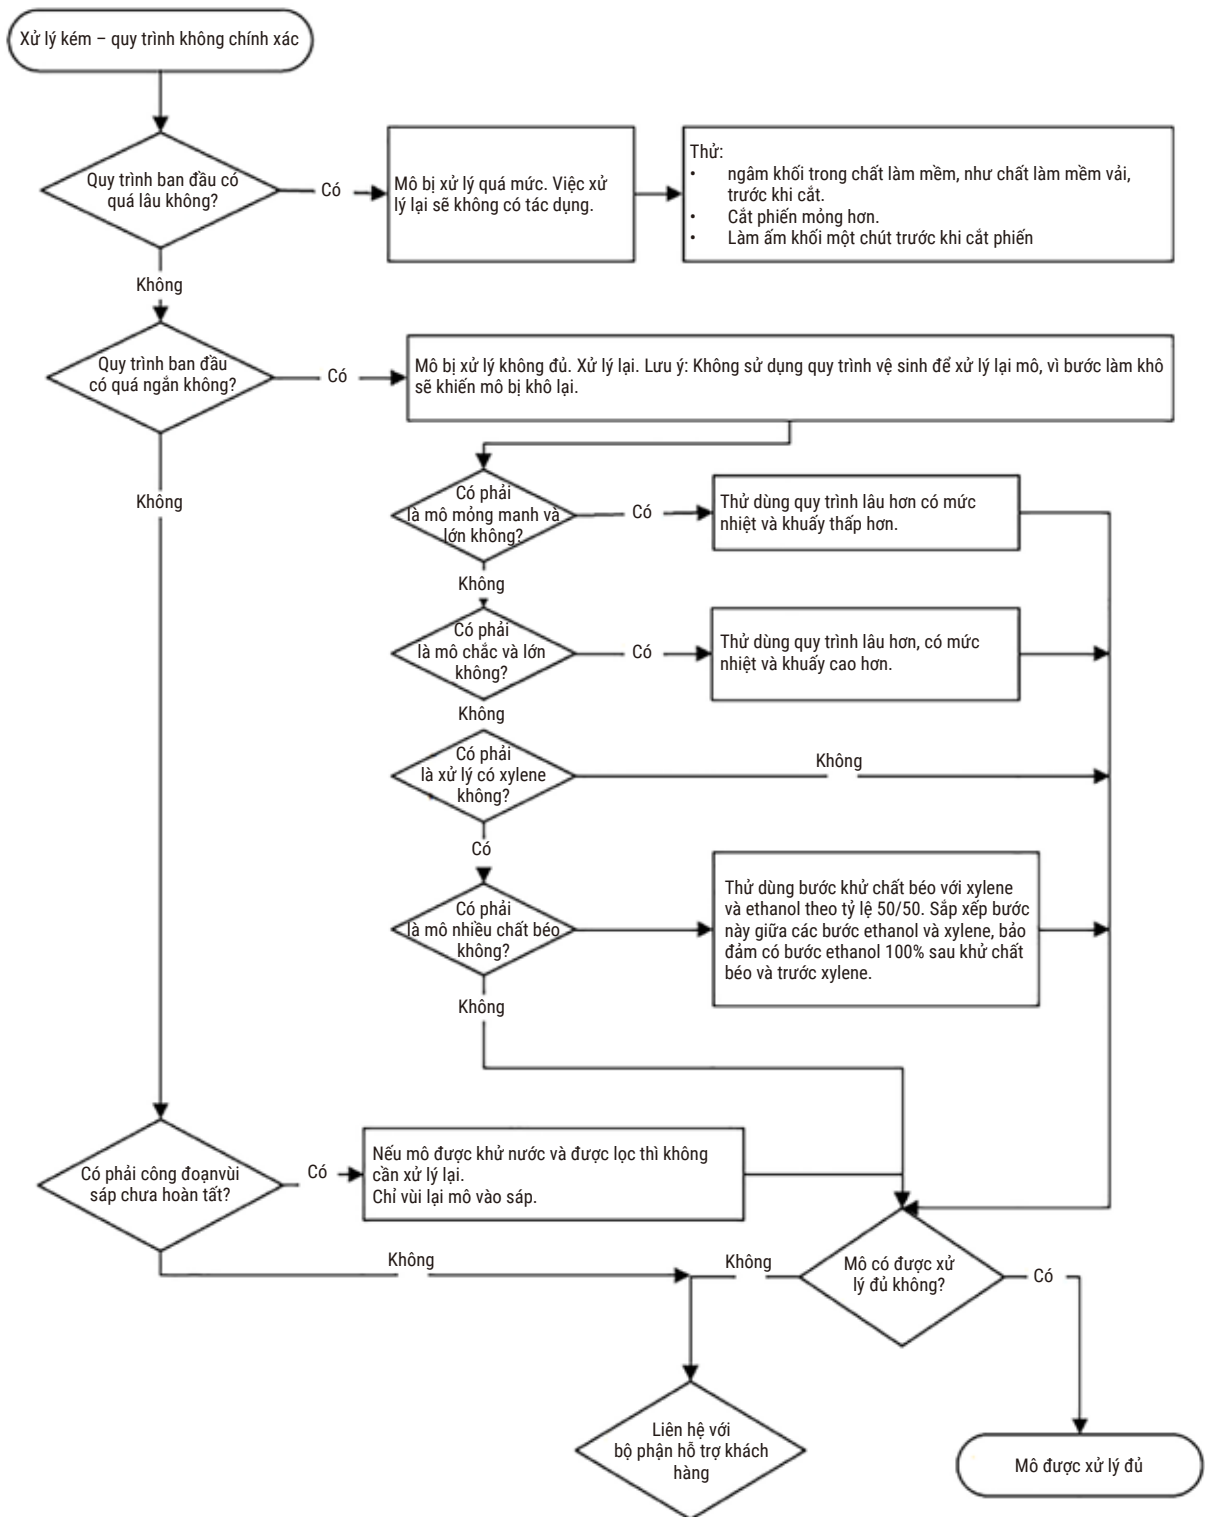 Xử lý kém – quy trình không chính xác
Quy trình ban đầu có
quá lâu không?
Có
Mô bị xử lý quá mức. Việc xử
lý lại sẽ không có tác dụng.
Thử:
• ngâm khối trong chất làm mềm, như chất làm mềm vải,
trước khi cắt.
• Cắt phiến mỏng hơn.
• Làm ấm khối một chút trước khi cắt phiến
Không
Quy trình ban đầu
có quá ngắn không?
Có
Mô bị xử lý không đủ. Xử lý lại. Lưu ý: Không sử dụng quy trình vệ sinh để xử lý lại mô, vì bước làm khô
sẽ khiến mô bị khô lại.
Không
Có phải
là mô mỏng manh và
lớn không?
Có
Thử dùng quy trình lâu hơn có mức
nhiệt và khuấy thấp hơn.
Không
Có phải
là mô chắc và lớn
không?
Có
Thử dùng quy trình lâu hơn, có mức
nhiệt và khuấy cao hơn.
Không
Có phải
là xử lý có xylene
không?
Không
Có
Có phải
là mô nhiều chất béo
không?
Thử dùng bước khử chất béo với xylene
và ethanol theo tỷ lệ 50/50. Sắp xếp bước
này giữa các bước ethanol và xylene, bảo
đảm có bước ethanol 100% sau khử chất
béo và trước xylene.
Không
Có phải công đoạnvùi
sáp chưa hoàn tất?
Có
Nếu mô được khử nước và được lọc thì không
cần xử lý lại.
Chỉ vùi lại mô vào sáp.
Không
Không
Mô có được xử
lý đủ không?
Có
Liên hệ với
bộ phận hỗ trợ khách
hàng
Mô được xử lý đủ